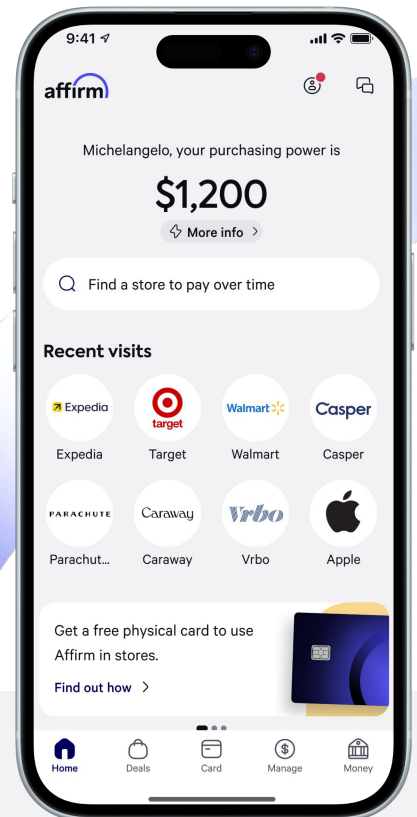 9:41
affirm
Michelangelo, your purchasing power is
$1,200
More info >
Find a store to pay over time
Recent visits
Expedia
target
Walmart
Casper
Expedia
Target
Walmart
Casper
PARACHUTE
Caraway
Vrbo
Parachut...
Caraway
Vrbo
Apple
Get a free physical card to use
Affirm in stores.
Find out how >
Home
Deals
Card
Manage
Money